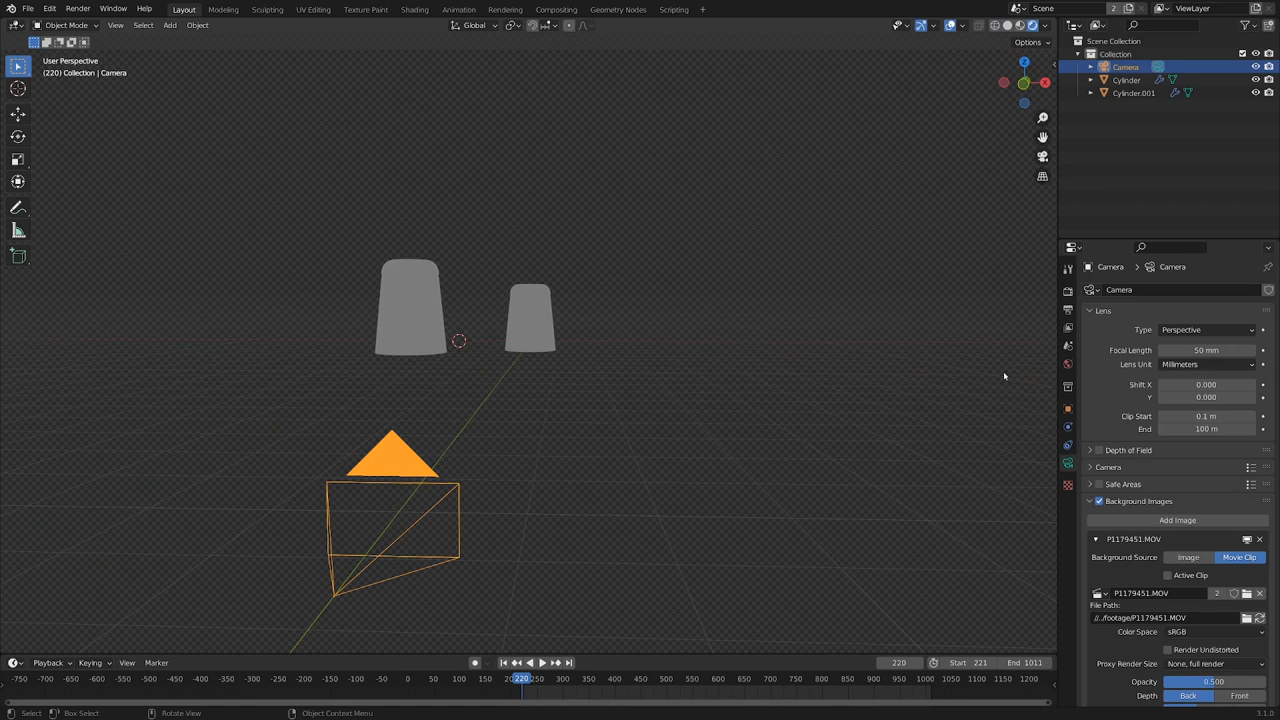 File Edit Render Window Help Layout Modeling Sculpting UV Editing Texture Paint Shading Animation Rendering Compositing Geometry Nodes Scripting + Scene 2 ViewLayer
Object Mode View Select Add Object Global
Options
User Perspective
(220) Collection | Camera
Z
X
Scene Collection
Collection
Camera
Cylinder
Cylinder.001
Camera > Camera
Camera
Lens
Type Perspective
Focal Length 50 mm
Lens Unit Millimeters
Shift X 0.000
Y 0.000
Clip Start 0.1 m
End 100 m
Depth of Field
Camera
Safe Areas
Background Images
Add Image
P1179451.MOV
Background Source Image Movie Clip
Active Clip
P1179451.MOV 2
File Path:
//../footage/P1179451.MOV
Color Space sRGB
Render Undistorted
Proxy Render Size None, full render
Opacity 0.500
Depth Back Front
Playback Keying View Marker 220 Start 221 End 1011
-750 -700 -650 -600 -550 -500 -450 -400 -350 -300 -250 -200 -150 -100 -50 0 50 100 150 220 250 300 350 400 450 500 550 600 650 700 750 800 850 900 950 1000 1050 1100 1150 1200
Select Box Select Rotate View Object Context Menu 3.1.0